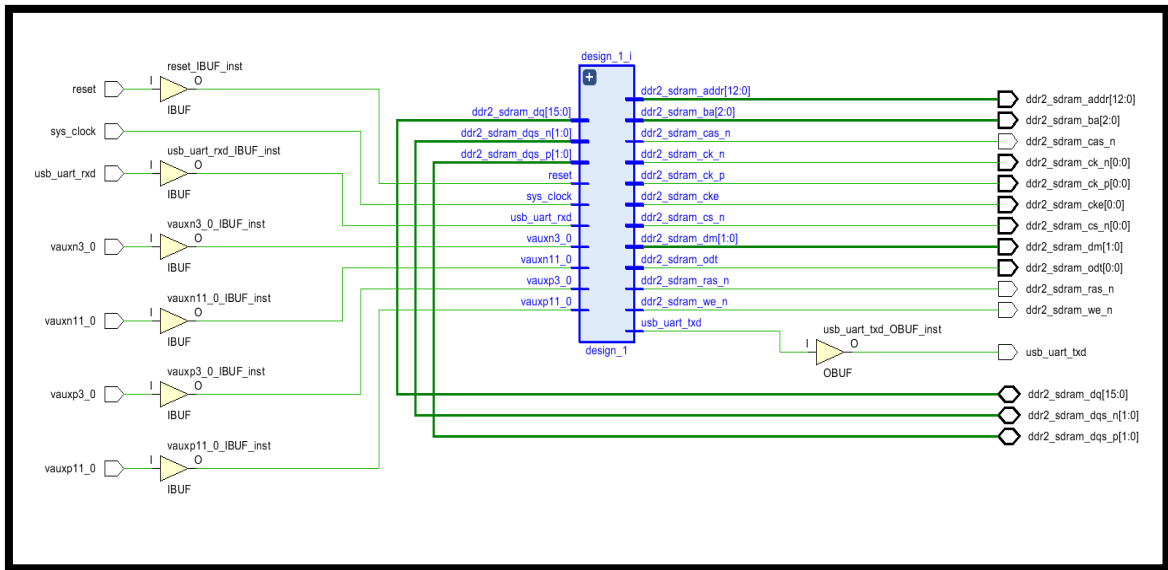 design_1_i
reset_IBUF_inst
reset
I
O
IBUF
sys_clock
usb_uart_rxd_IBUF_inst
usb_uart_rxd
I
O
IBUF
vauxn3_0_IBUF_inst
vauxn3_0
I
O
IBUF
vauxn11_0_IBUF_inst
vauxn11_0
I
O
IBUF
vauxp3_0_IBUF_inst
vauxp3_0
I
O
IBUF
vauxp11_0_IBUF_inst
vauxp11_0
I
O
IBUF
+
ddr2_sdram_dq[15:0]
ddr2_sdram_dqs_n[1:0]
ddr2_sdram_dqs_p[1:0]
reset
sys_clock
usb_uart_rxd
vauxn3_0
vauxn11_0
vauxp3_0
vauxp11_0
ddr2_sdram_addr[12:0]
ddr2_sdram_ba[2:0]
ddr2_sdram_cas_n
ddr2_sdram_ck_n
ddr2_sdram_ck_p
ddr2_sdram_cke
ddr2_sdram_cs_n
ddr2_sdram_dm[1:0]
ddr2_sdram_odt
ddr2_sdram_ras_n
ddr2_sdram_we_n
usb_uart_txd
design_1
usb_uart_txd_OBUF_inst
I
O
OBUF
ddr2_sdram_addr[12:0]
ddr2_sdram_ba[2:0]
ddr2_sdram_cas_n
ddr2_sdram_ck_n[0:0]
ddr2_sdram_ck_p[0:0]
ddr2_sdram_cke[0:0]
ddr2_sdram_cs_n[0:0]
ddr2_sdram_dm[1:0]
ddr2_sdram_odt[0:0]
ddr2_sdram_ras_n
ddr2_sdram_we_n
usb_uart_txd
ddr2_sdram_dq[15:0]
ddr2_sdram_dqs_n[1:0]
ddr2_sdram_dqs_p[1:0]